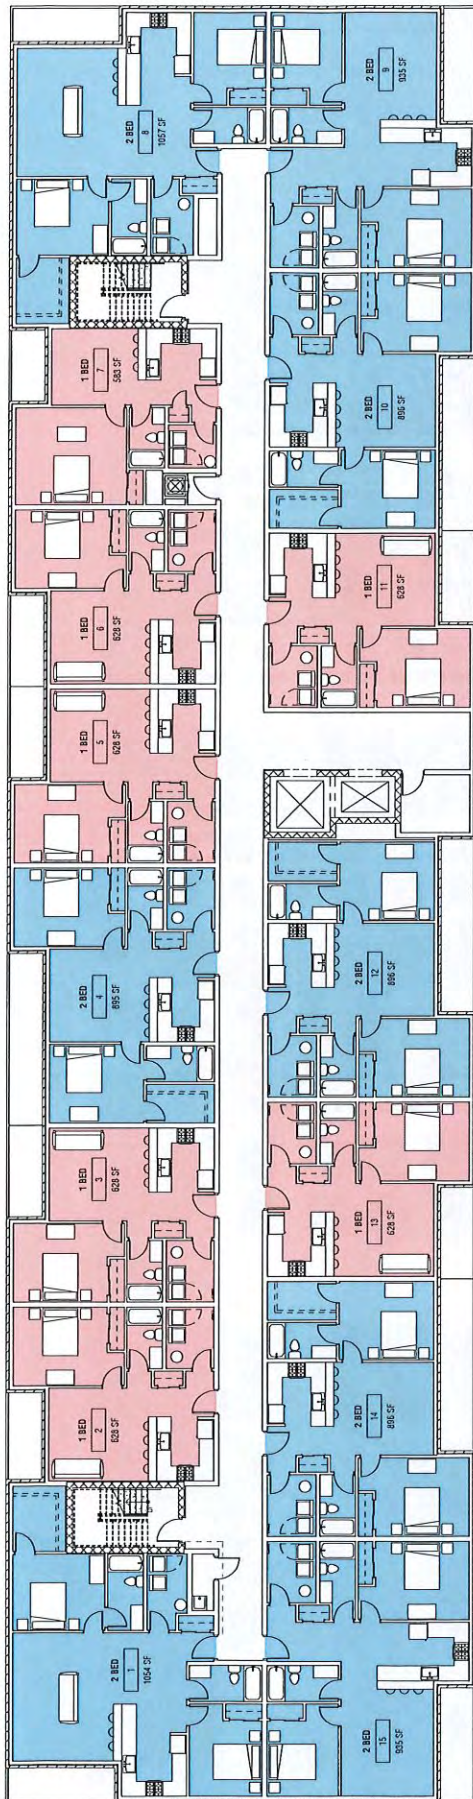 2 BED
8
1057 SF
2 BED
9
935 SF
1 BED
7
583 SF
2 BED
10
896 SF
1 BED
6
628 SF
1 BED
11
628 SF
1 BED
5
628 SF
2 BED
4
895 SF
2 BED
12
896 SF
1 BED
3
628 SF
1 BED
13
628 SF
1 BED
2
628 SF
2 BED
14
896 SF
2 BED
1
1054 SF
2 BED
15
935 SF